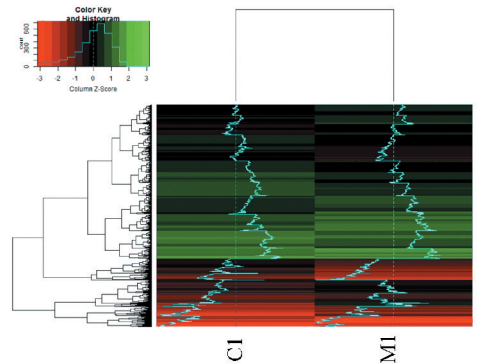 Color Key
and Histogram
Count
0 300 600
-3 -2 -1 0 1 2 3
Column Z-Score
C1
M1